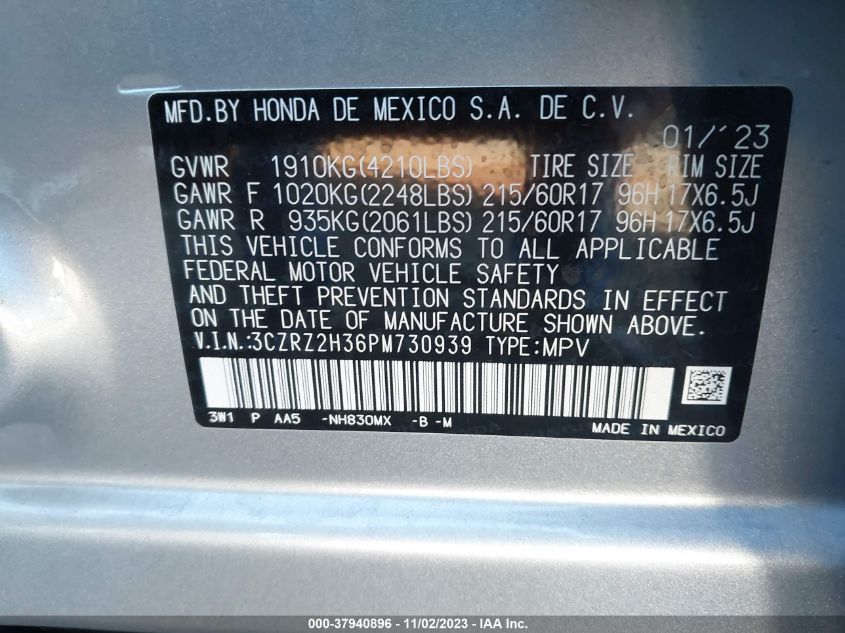 MFD.BY HONDA DE MEXICO S.A. DE C.V.
01/'23
GVWR 1910KG(4210LBS) TIRE SIZE RIM SIZE
GAWR F 1020KG(2248LBS) 215/60R17 96H 17X6.5J
GAWR R 935KG(2061LBS) 215/60R17 96H 17X6.5J
THIS VEHICLE CONFORMS TO ALL APPLICABLE
FEDERAL MOTOR VEHICLE SAFETY
AND THEFT PREVENTION STANDARDS IN EFFECT
ON THE DATE OF MANUFACTURE SHOWN ABOVE.
V.I.N.:3CZRZ2H36PM730939 TYPE:MPV
3W1 P AA5 -NH830MX -B -M
MADE IN MEXICO
000-37940896 - 11/02/2023 - IAA Inc.